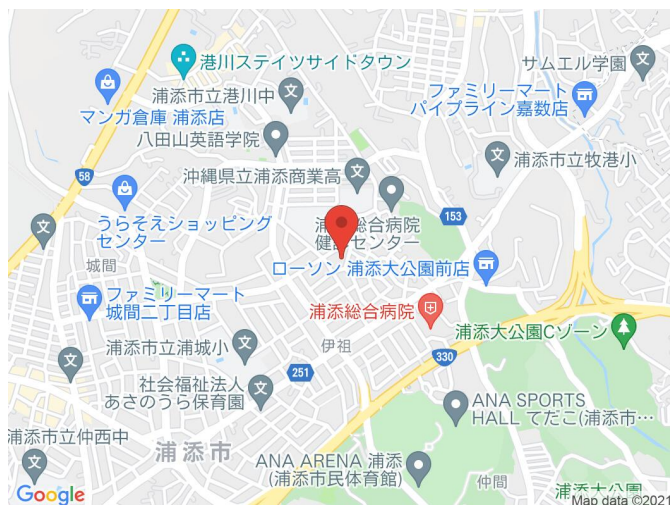 港川ステイツサイドタウン
サムエル学園
マンガ倉庫 浦添店
浦添市立港川中
ファミリーマート
パイプライン嘉数店
八田山英語学院
浦添市立牧港小
58
沖縄県立浦添商業高
うらそえショッピング
センター
浦添総合病院
健診センター
153
城間
ローソン 浦添大公園前店
ファミリーマート
城間二丁目店
浦添総合病院
浦添大公園Cゾーン
浦添市立浦城小
伊祖
330
251
社会福祉法人
あさのうら保育園
ANA SPORTS
HALL てだこ(浦添市...
浦添市立仲西中
浦添市
ANA ARENA 浦添
(浦添市民体育館)
仲間
浦添大公園
Google
Map data ©2021